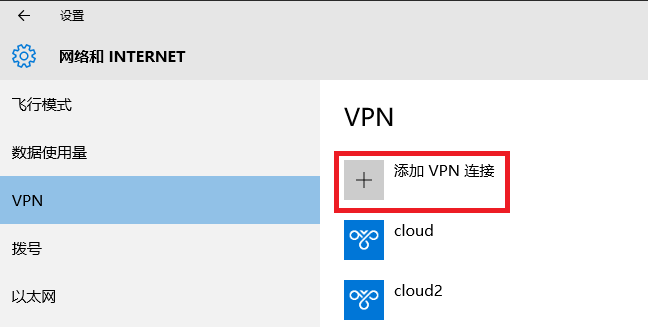 设置
网络和 INTERNET
飞行模式
数据使用量
VPN
拨号
以太网
VPN
添加 VPN 连接
cloud
cloud2